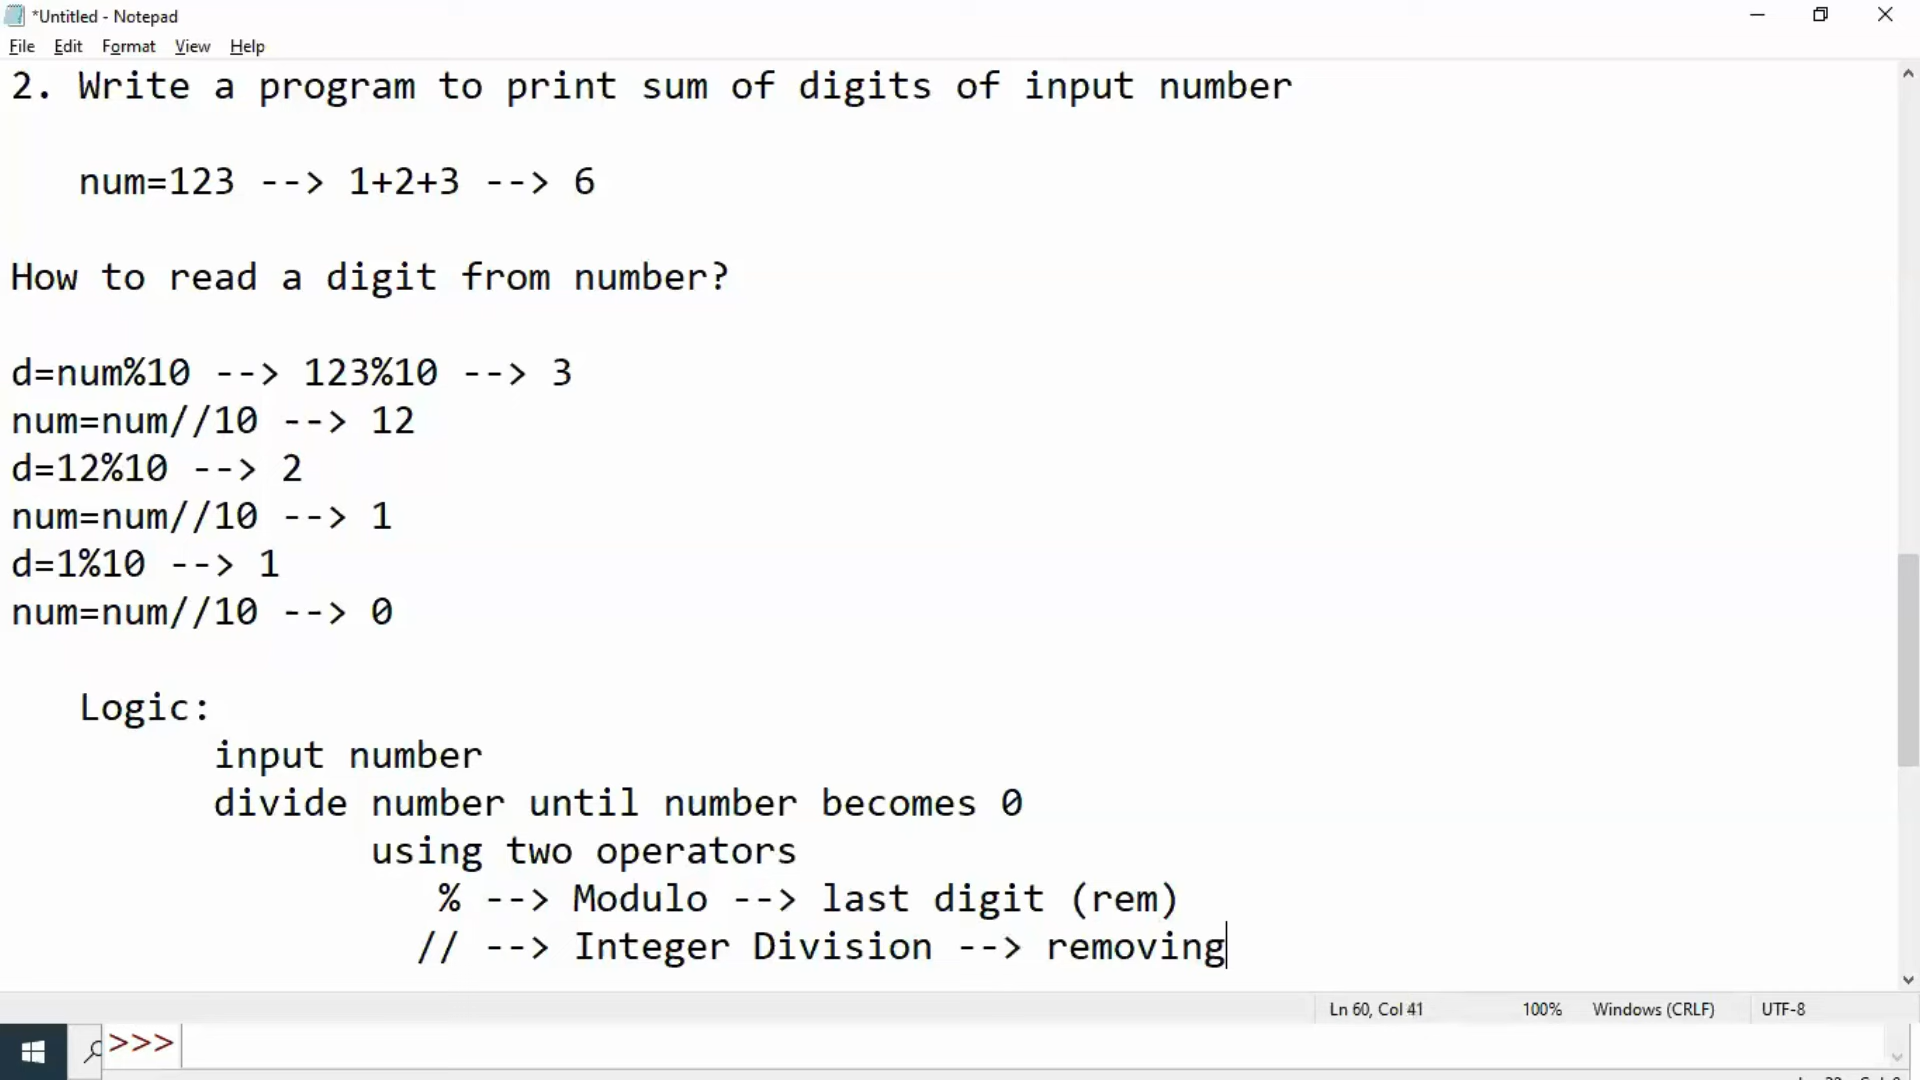 *Untitled - Notepad
File Edit Format View Help
2. Write a program to print sum of digits of input number
num=123 --> 1+2+3 --> 6
How to read a digit from number?
d=num%10 --> 123%10 --> 3
num=num//10 --> 12
d=12%10 --> 2
num=num//10 --> 1
d=1%10 --> 1
num=num//10 --> 0
Logic:
input number
divide number until number becomes 0
using two operators
% --> Modulo --> last digit (rem)
// --> Integer Division --> removing
Ln 60, Col 41 100% Windows (CRLF) UTF-8
>>>